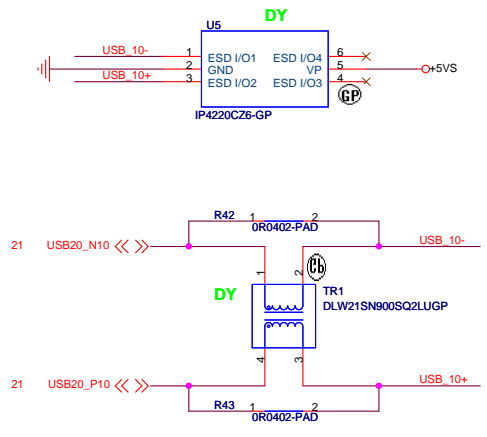 DY
U5
USB_10- 1 ESD I/O1 ESD I/O4 6
2 GND VP 5 +5VS
USB_10+ 3 ESD I/O2 ESD I/O3 4
GP
IP4220CZ6-GP
R42 1 2
0R0402-PAD
21 USB20_N10 USB_10-
1 2
DY TR1
DLW21SN900SQ2LUGP
4 3
21 USB20_P10 USB_10+
R43 1 2
0R0402-PAD